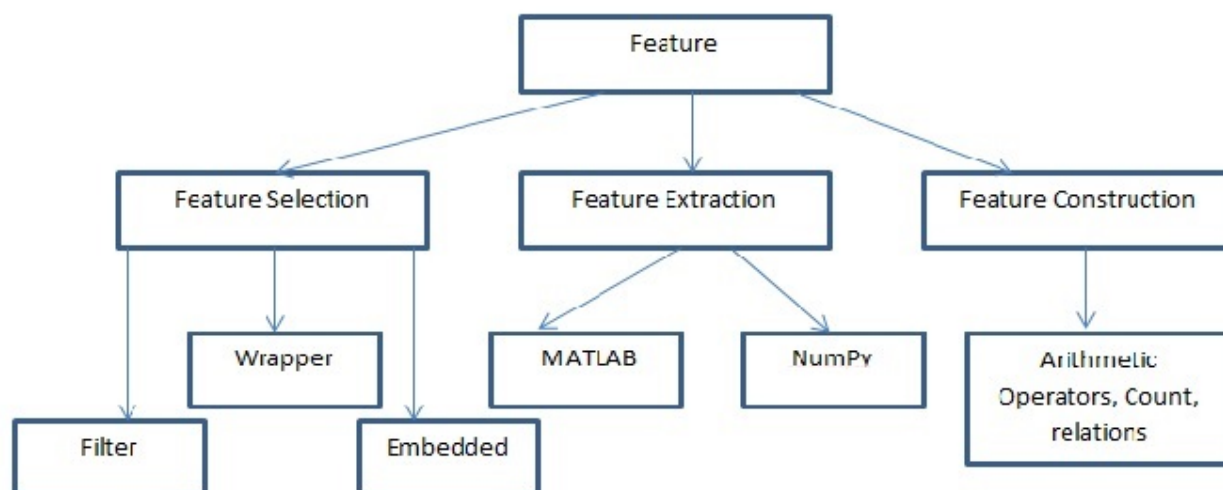 Feature
Feature Selection
Feature Extraction
Feature Construction
Wrapper
MATLAB
NumPy
Arithmetic
Operators, Count,
relations
Filter
Embedded